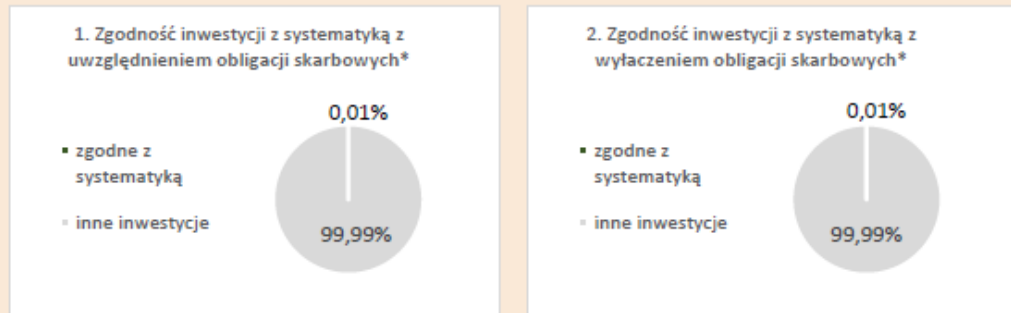 1. Zgodność inwestycji z systematyką z
uwzględnieniem obligacji skarbowych*
0,01%
zgodne z
systematyką
inne inwestycje
99,99%
2. Zgodność inwestycji z systematyką z
wyłaczeniem obligacji skarbowych*
0,01%
zgodne z
systematyką
inne inwestycje
99,99%